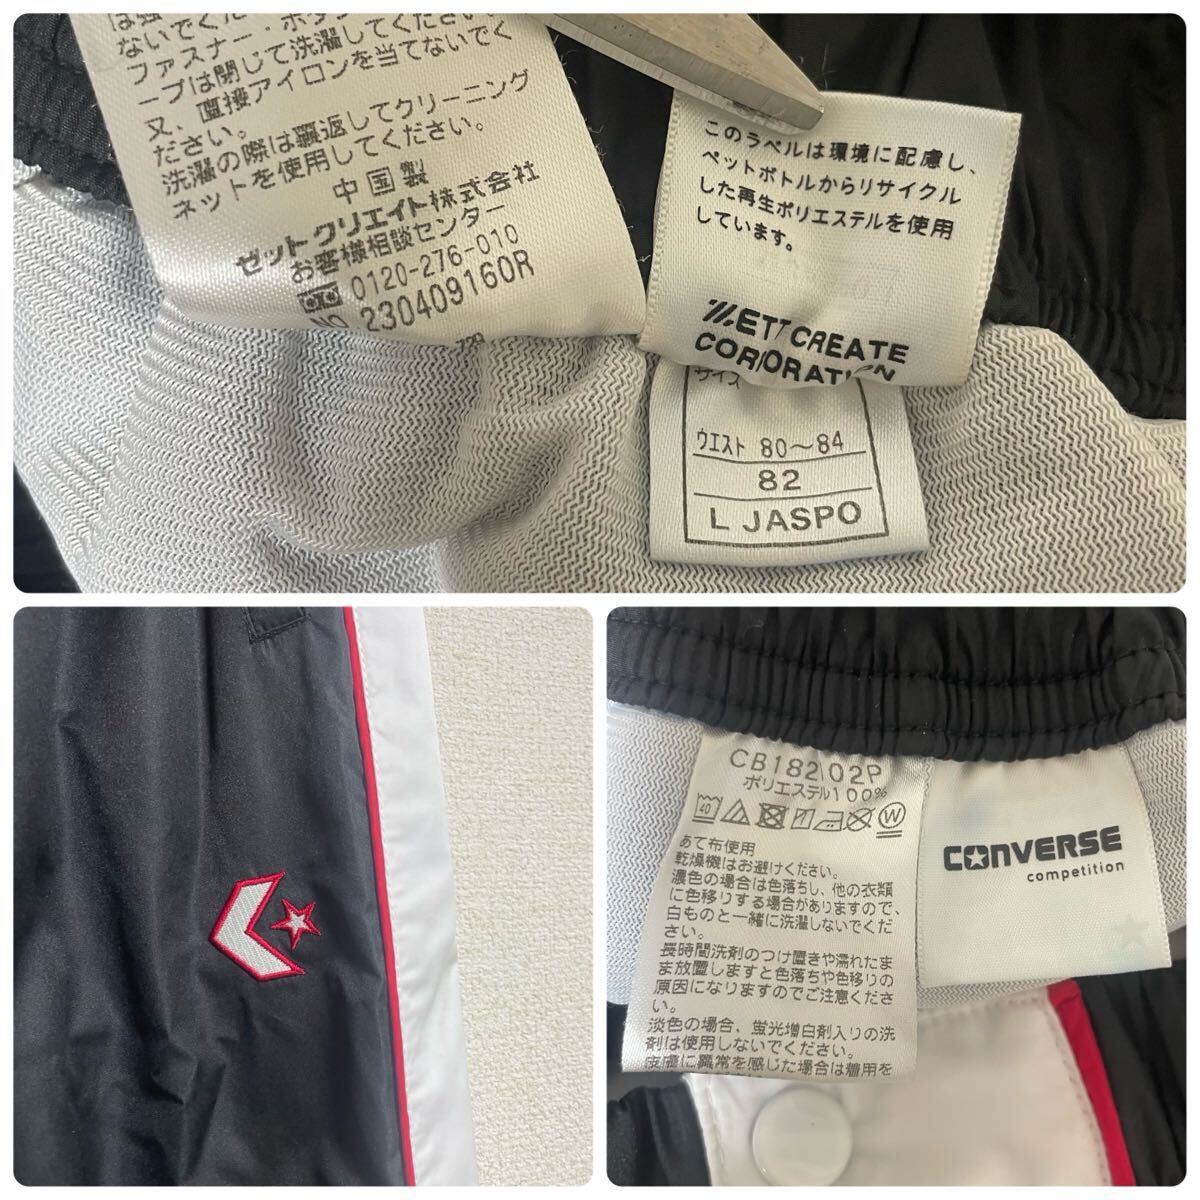 ないでください。
ファスナー・ボタン
ープは閉じて洗濯してください。
又、直接アイロンを当てないでく
ださい。
洗濯の際は裏返してクリーニング
ネットを使用してください。
中国製
ゼット クリエイト株式会社
お客様相談センター
0120-276-010
NO 230409160R
このラベルは環境に配慮し、
ペットボトルからリサイクル
した再生ポリエステルを使用
しています。
ZETT CREATE
CORPORATION
サイズ
ウエスト 80〜84
82
L JASPO
CB182102P
ポリエステル100%
40
W
あて布使用
乾燥機はお避けください。
濃色の場合は色落ちし、他の衣類
に色移りする場合がありますので、
白ものと一緒に洗濯しないでくだ
さい。
長時間洗剤のつけ置きや濡れたま
ま放置しますと色落ちや色移りの
原因になりますのでご注意くださ
い。
淡色の場合、蛍光増白剤入りの洗
剤は使用しないでください。
皮膚に異常を感じた場合は着用を
CONVERSE
competition